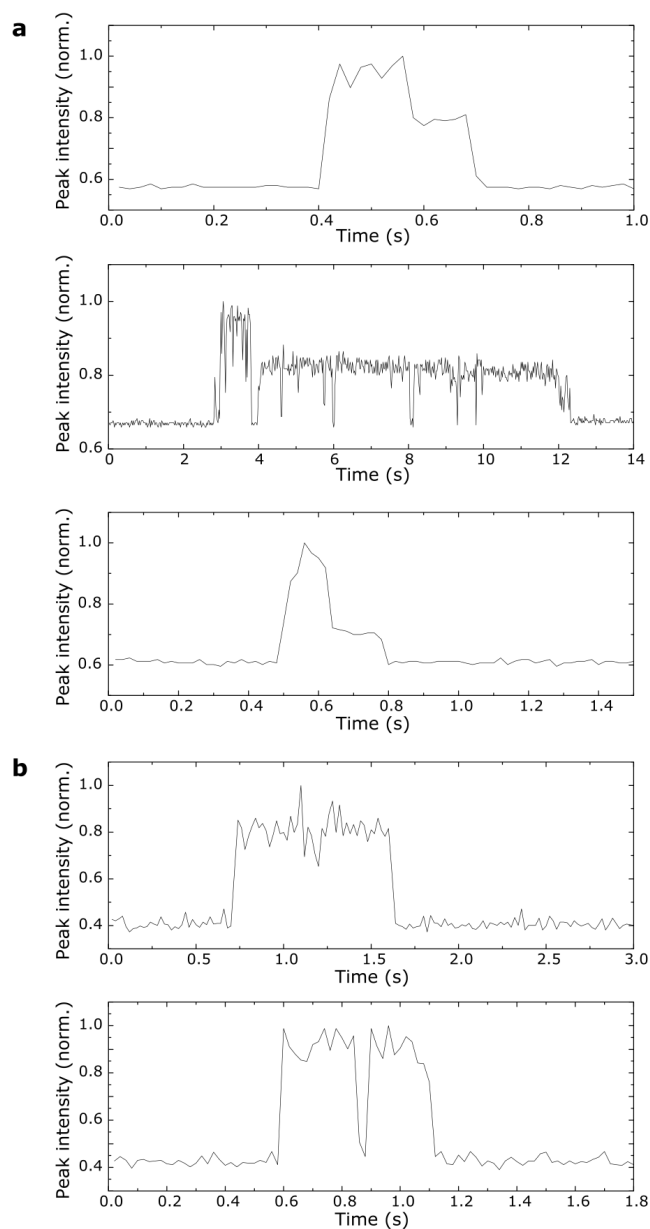 a
Peak intensity (norm.)
1.0
0.8
0.6
0.0 0.2 0.4 0.6 0.8 1.0
Time (s)
Peak intensity (norm.)
1.0
0.8
0.6
0 2 4 6 8 10 12 14
Time (s)
Peak intensity (norm.)
1.0
0.8
0.6
0.0 0.2 0.4 0.6 0.8 1.0 1.2 1.4
Time (s)
b
Peak intensity (norm.)
1.0
0.8
0.6
0.4
0.0 0.5 1.0 1.5 2.0 2.5 3.0
Time (s)
Peak intensity (norm.)
1.0
0.8
0.6
0.4
0.0 0.2 0.4 0.6 0.8 1.0 1.2 1.4 1.6 1.8
Time (s)